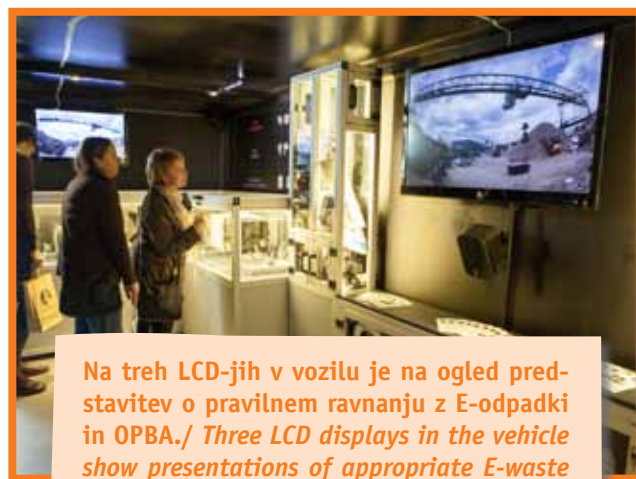 Na treh LCD-jih v vozilu je na ogled pred-
stavitev o pravilnem ravnanju z E-odpadki
in OPBA./ Three LCD displays in the vehicle
show presentations of appropriate E-waste